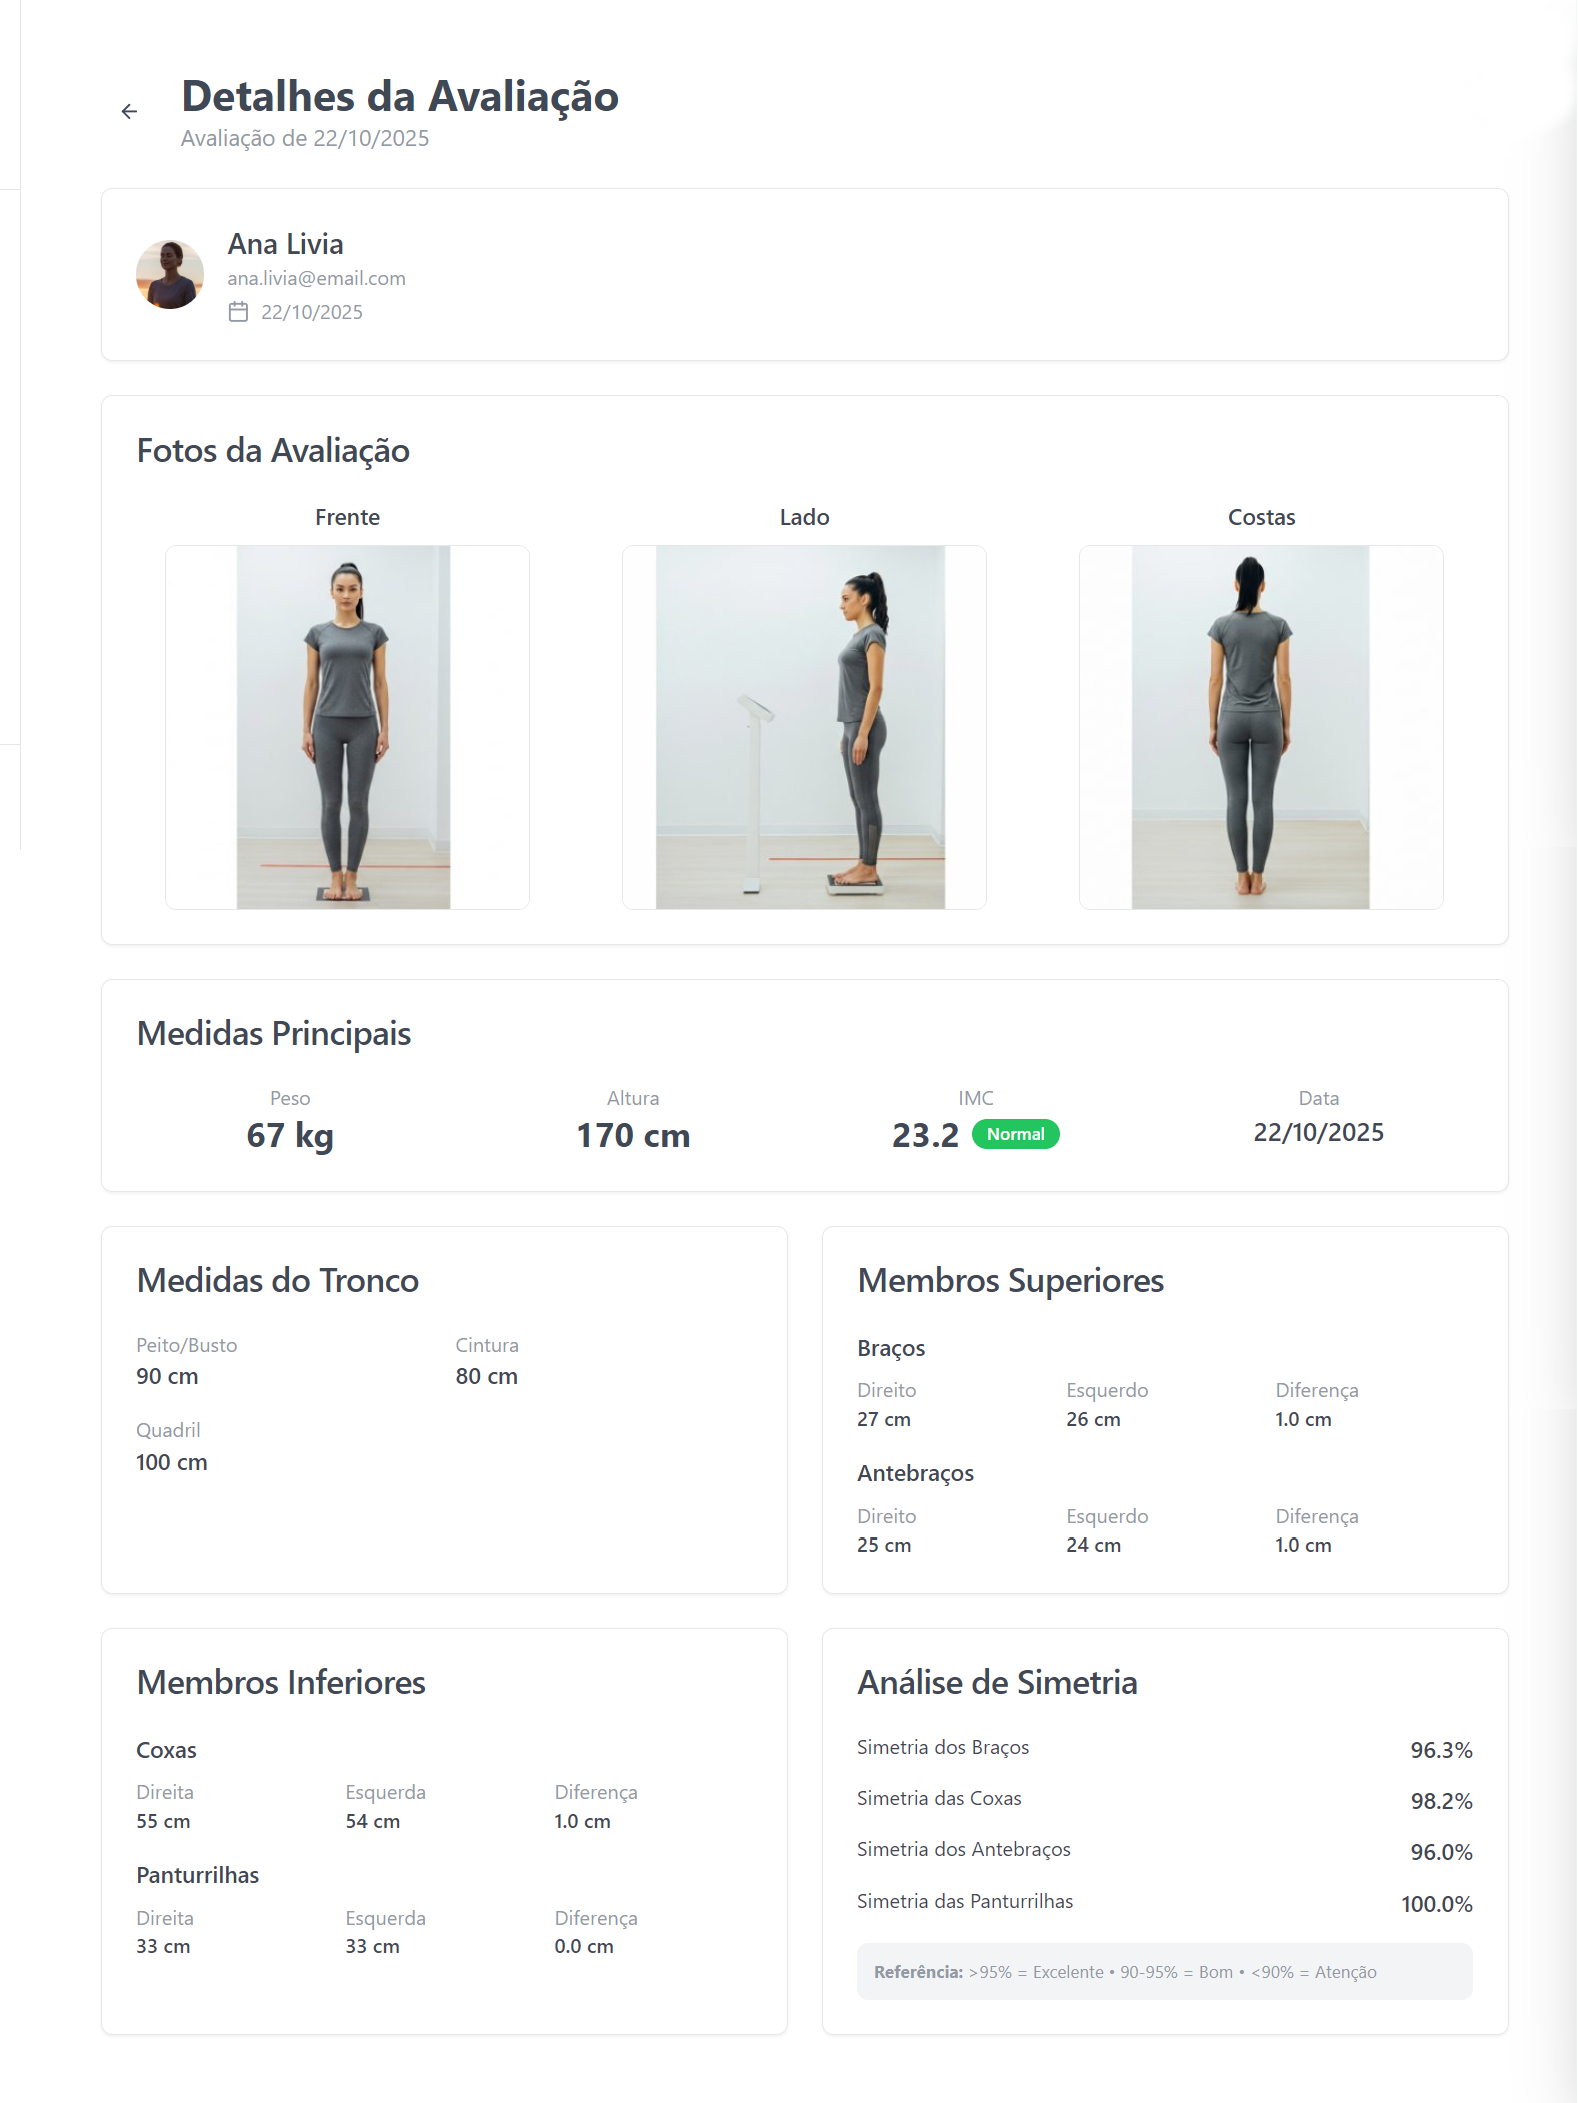 Detalhes da Avaliação
Avaliação de 22/10/2025
Ana Livia
ana.livia@email.com
22/10/2025
Fotos da Avaliação
Frente
Lado
Costas
Medidas Principais
Peso
67 kg
Altura
170 cm
IMC
23.2 Normal
Data
22/10/2025
Medidas do Tronco
Peito/Busto
90 cm
Cintura
80 cm
Quadril
100 cm
Membros Superiores
Braços
Direito
27 cm
Esquerdo
26 cm
Diferença
1.0 cm
Antebraços
Direito
25 cm
Esquerdo
24 cm
Diferença
1.0 cm
Membros Inferiores
Coxas
Direita
55 cm
Esquerda
54 cm
Diferença
1.0 cm
Panturrilhas
Direita
33 cm
Esquerda
33 cm
Diferença
0.0 cm
Análise de Simetria
Simetria dos Braços 96.3%
Simetria das Coxas 98.2%
Simetria dos Antebraços 96.0%
Simetria das Panturrilhas 100.0%
Referência: >95% = Excelente • 90-95% = Bom • <90% = Atenção